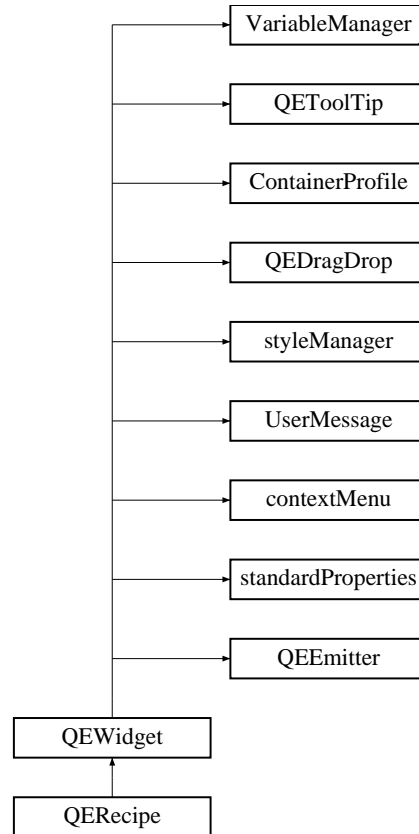 VariableManager
QEToolTip
ContainerProfile
QEDragDrop
styleManager
UserMessage
contextMenu
standardProperties
QEEmitter
QEWidget
QERecipe